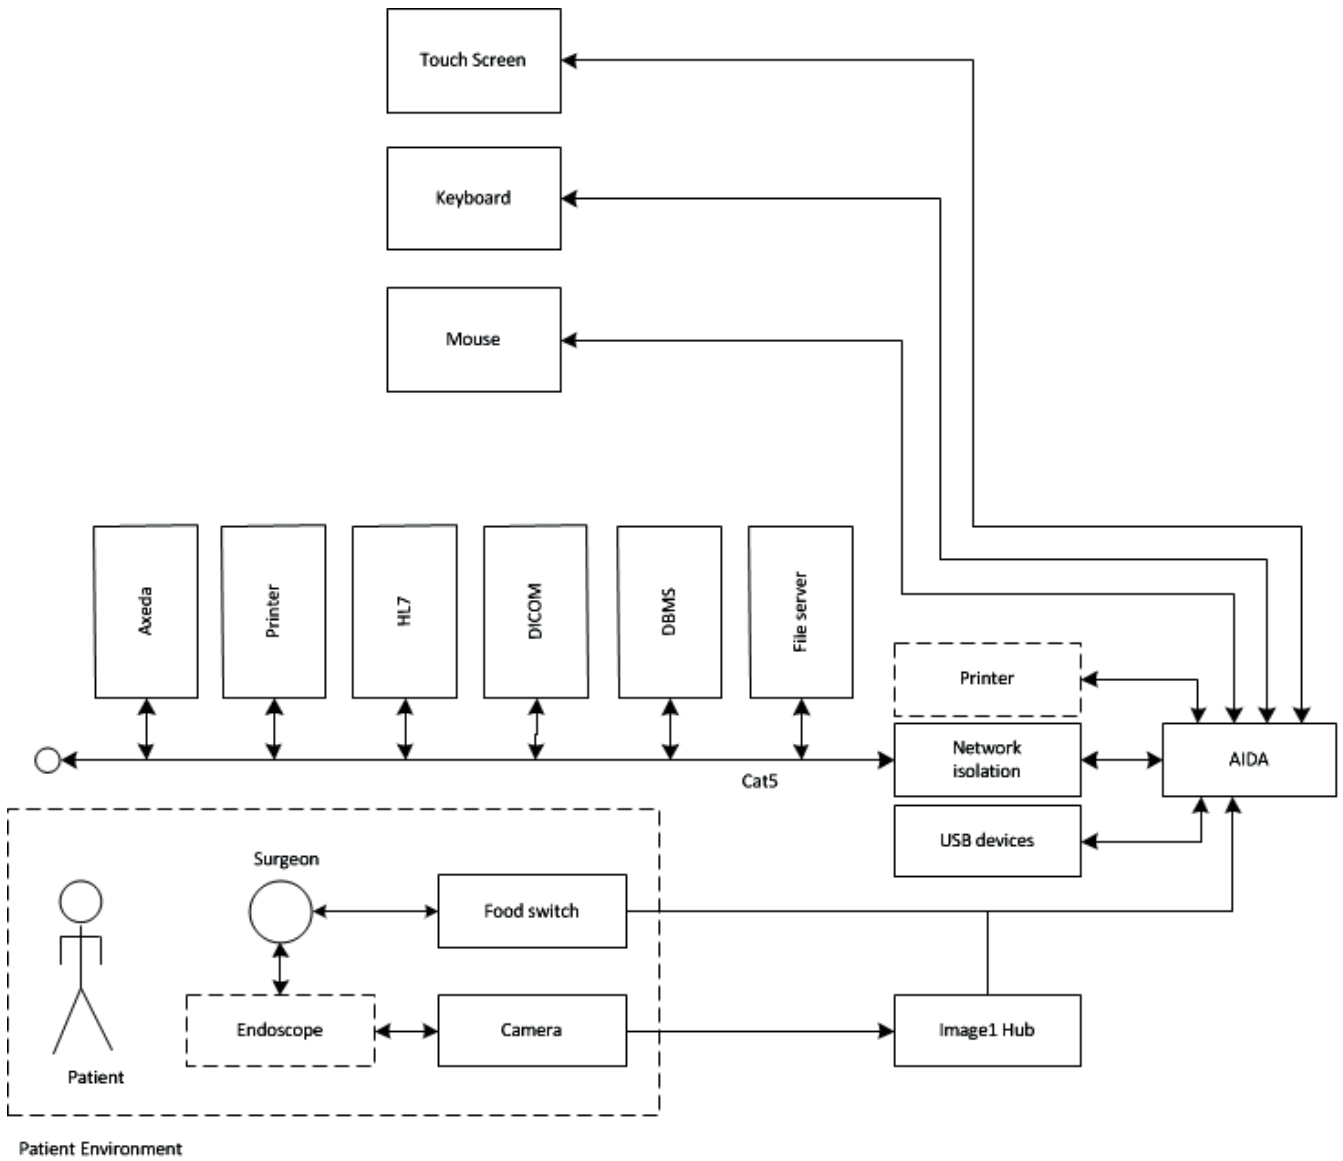 Touch Screen
Keyboard
Mouse
Axeda
Printer
HL7
DICOM
DBMS
File server
Printer
Network
isolation
AIDA
Cat5
USB devices
Surgeon
Food switch
Endoscope
Camera
Image1 Hub
Patient
Patient Environment